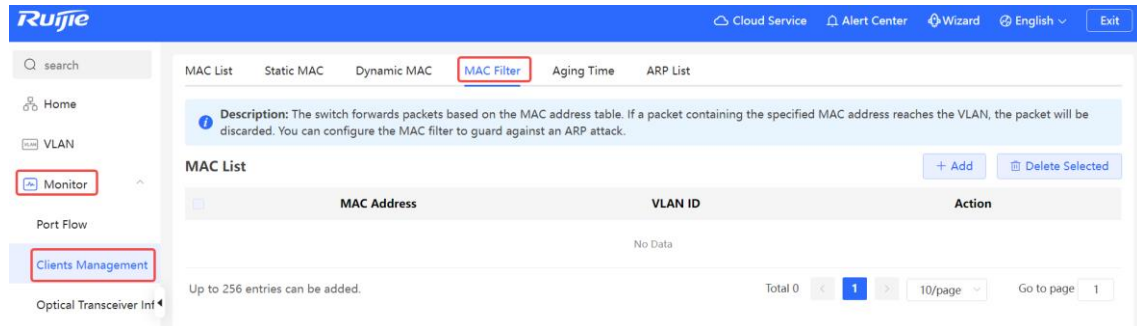 Ruijie
Cloud Service
Alert Center
Wizard
English
Exit
search
Home
VLAN
Monitor
Port Flow
Clients Management
Optical Transceiver Inf
MAC List
Static MAC
Dynamic MAC
MAC Filter
Aging Time
ARP List
Description: The switch forwards packets based on the MAC address table. If a packet containing the specified MAC address reaches the VLAN, the packet will be
discarded. You can configure the MAC filter to guard against an ARP attack.
MAC List
+ Add
Delete Selected
MAC Address
VLAN ID
Action
No Data
Up to 256 entries can be added.
Total 0
1
10/page
Go to page
1